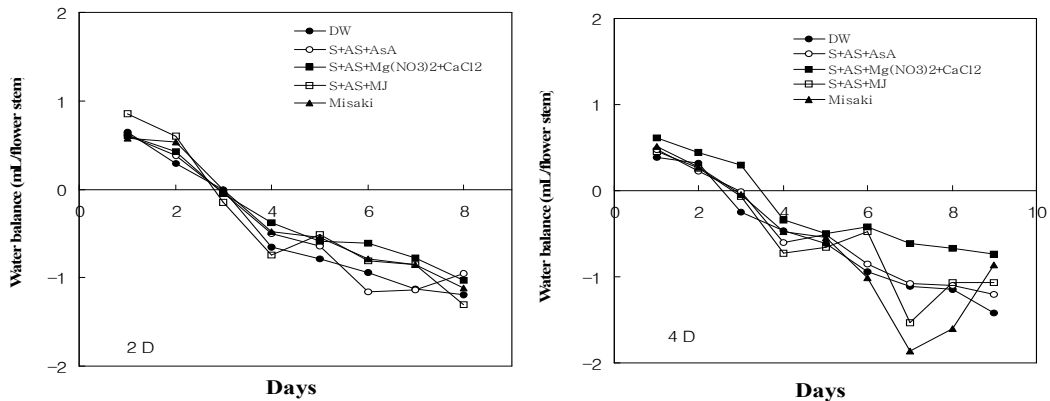 2
DW
S+AS+AsA
S+AS+Mg(NO3)2+CaCl2
S+AS+MJ
Misaki
1
0
0 2 4 6 8
−1
−2
2 D
Water balance (mL/flower stem)
Days
2
DW
S+AS+AsA
S+AS+Mg(NO3)2+CaCl2
S+AS+MJ
Misaki
1
0
0 2 4 6 8 10
−1
−2
4 D
Water balance (mL/flower stem)
Days